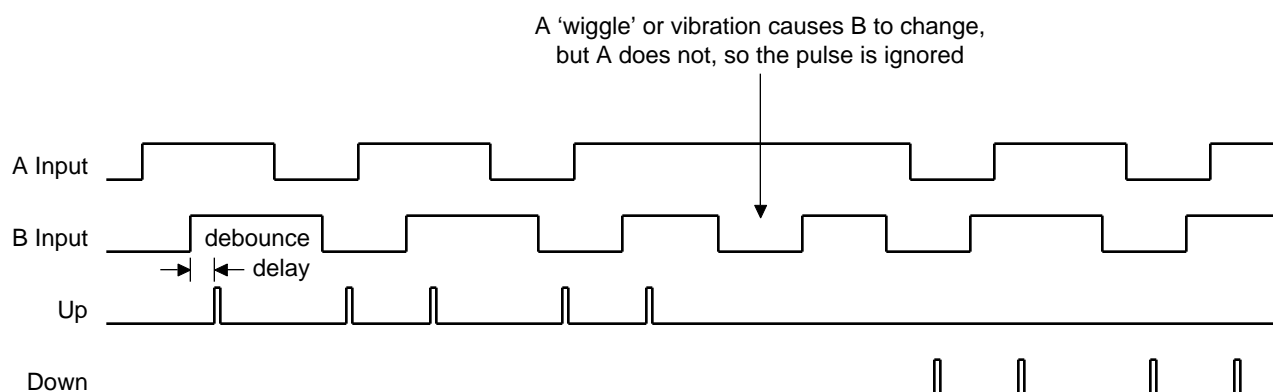 A ‘wiggle’ or vibration causes B to change,
but A does not, so the pulse is ignored
A Input
B Input
debounce
delay
Up
Down